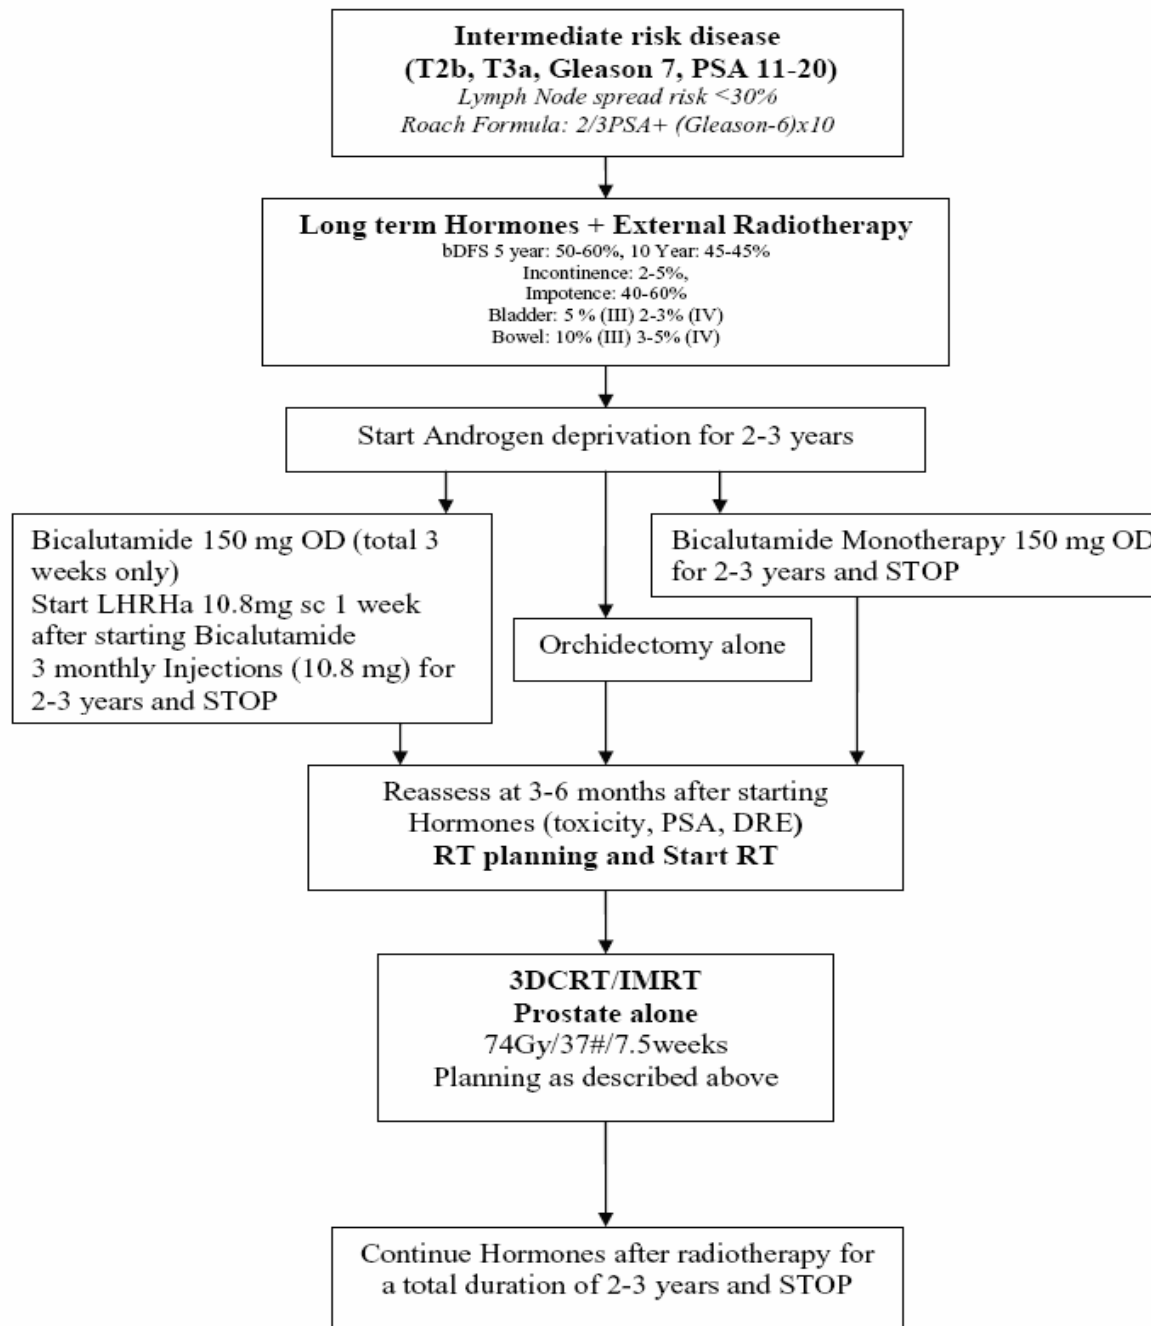 Intermediate risk disease
(T2b, T3a, Gleason 7, PSA 11-20)
Lymph Node spread risk <30%
Roach Formula: 2/3PSA+ (Gleason-6)x10
Long term Hormones + External Radiotherapy
bDFS 5 year: 50-60%, 10 Year: 45-45%
Incontinence: 2-5%,
Impotence: 40-60%
Bladder: 5 % (III) 2-3% (IV)
Bowel: 10% (III) 3-5% (IV)
Start Androgen deprivation for 2-3 years
Bicalutamide 150 mg OD (total 3
weeks only)
Start LHRHa 10.8mg sc 1 week
after starting Bicalutamide
3 monthly Injections (10.8 mg) for
2-3 years and STOP
Orchidectomy alone
Bicalutamide Monotherapy 150 mg OD
for 2-3 years and STOP
Reassess at 3-6 months after starting
Hormones (toxicity, PSA, DRE)
RT planning and Start RT
3DCRT/IMRT
Prostate alone
74Gy/37#/7.5weeks
Planning as described above
Continue Hormones after radiotherapy for
a total duration of 2-3 years and STOP